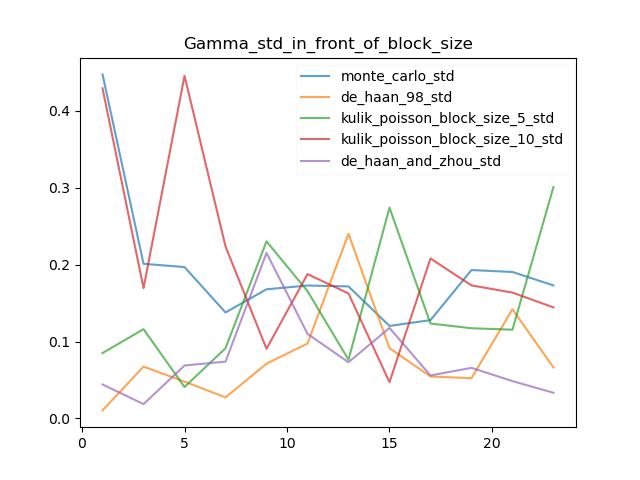 Gamma_std_in_front_of_block_size
monte_carlo_std
de_haan_98_std
kulik_poisson_block_size_5_std
kulik_poisson_block_size_10_std
de_haan_and_zhou_std
0.4
0.3
0.2
0.1
0.0
0 5 10 15 20